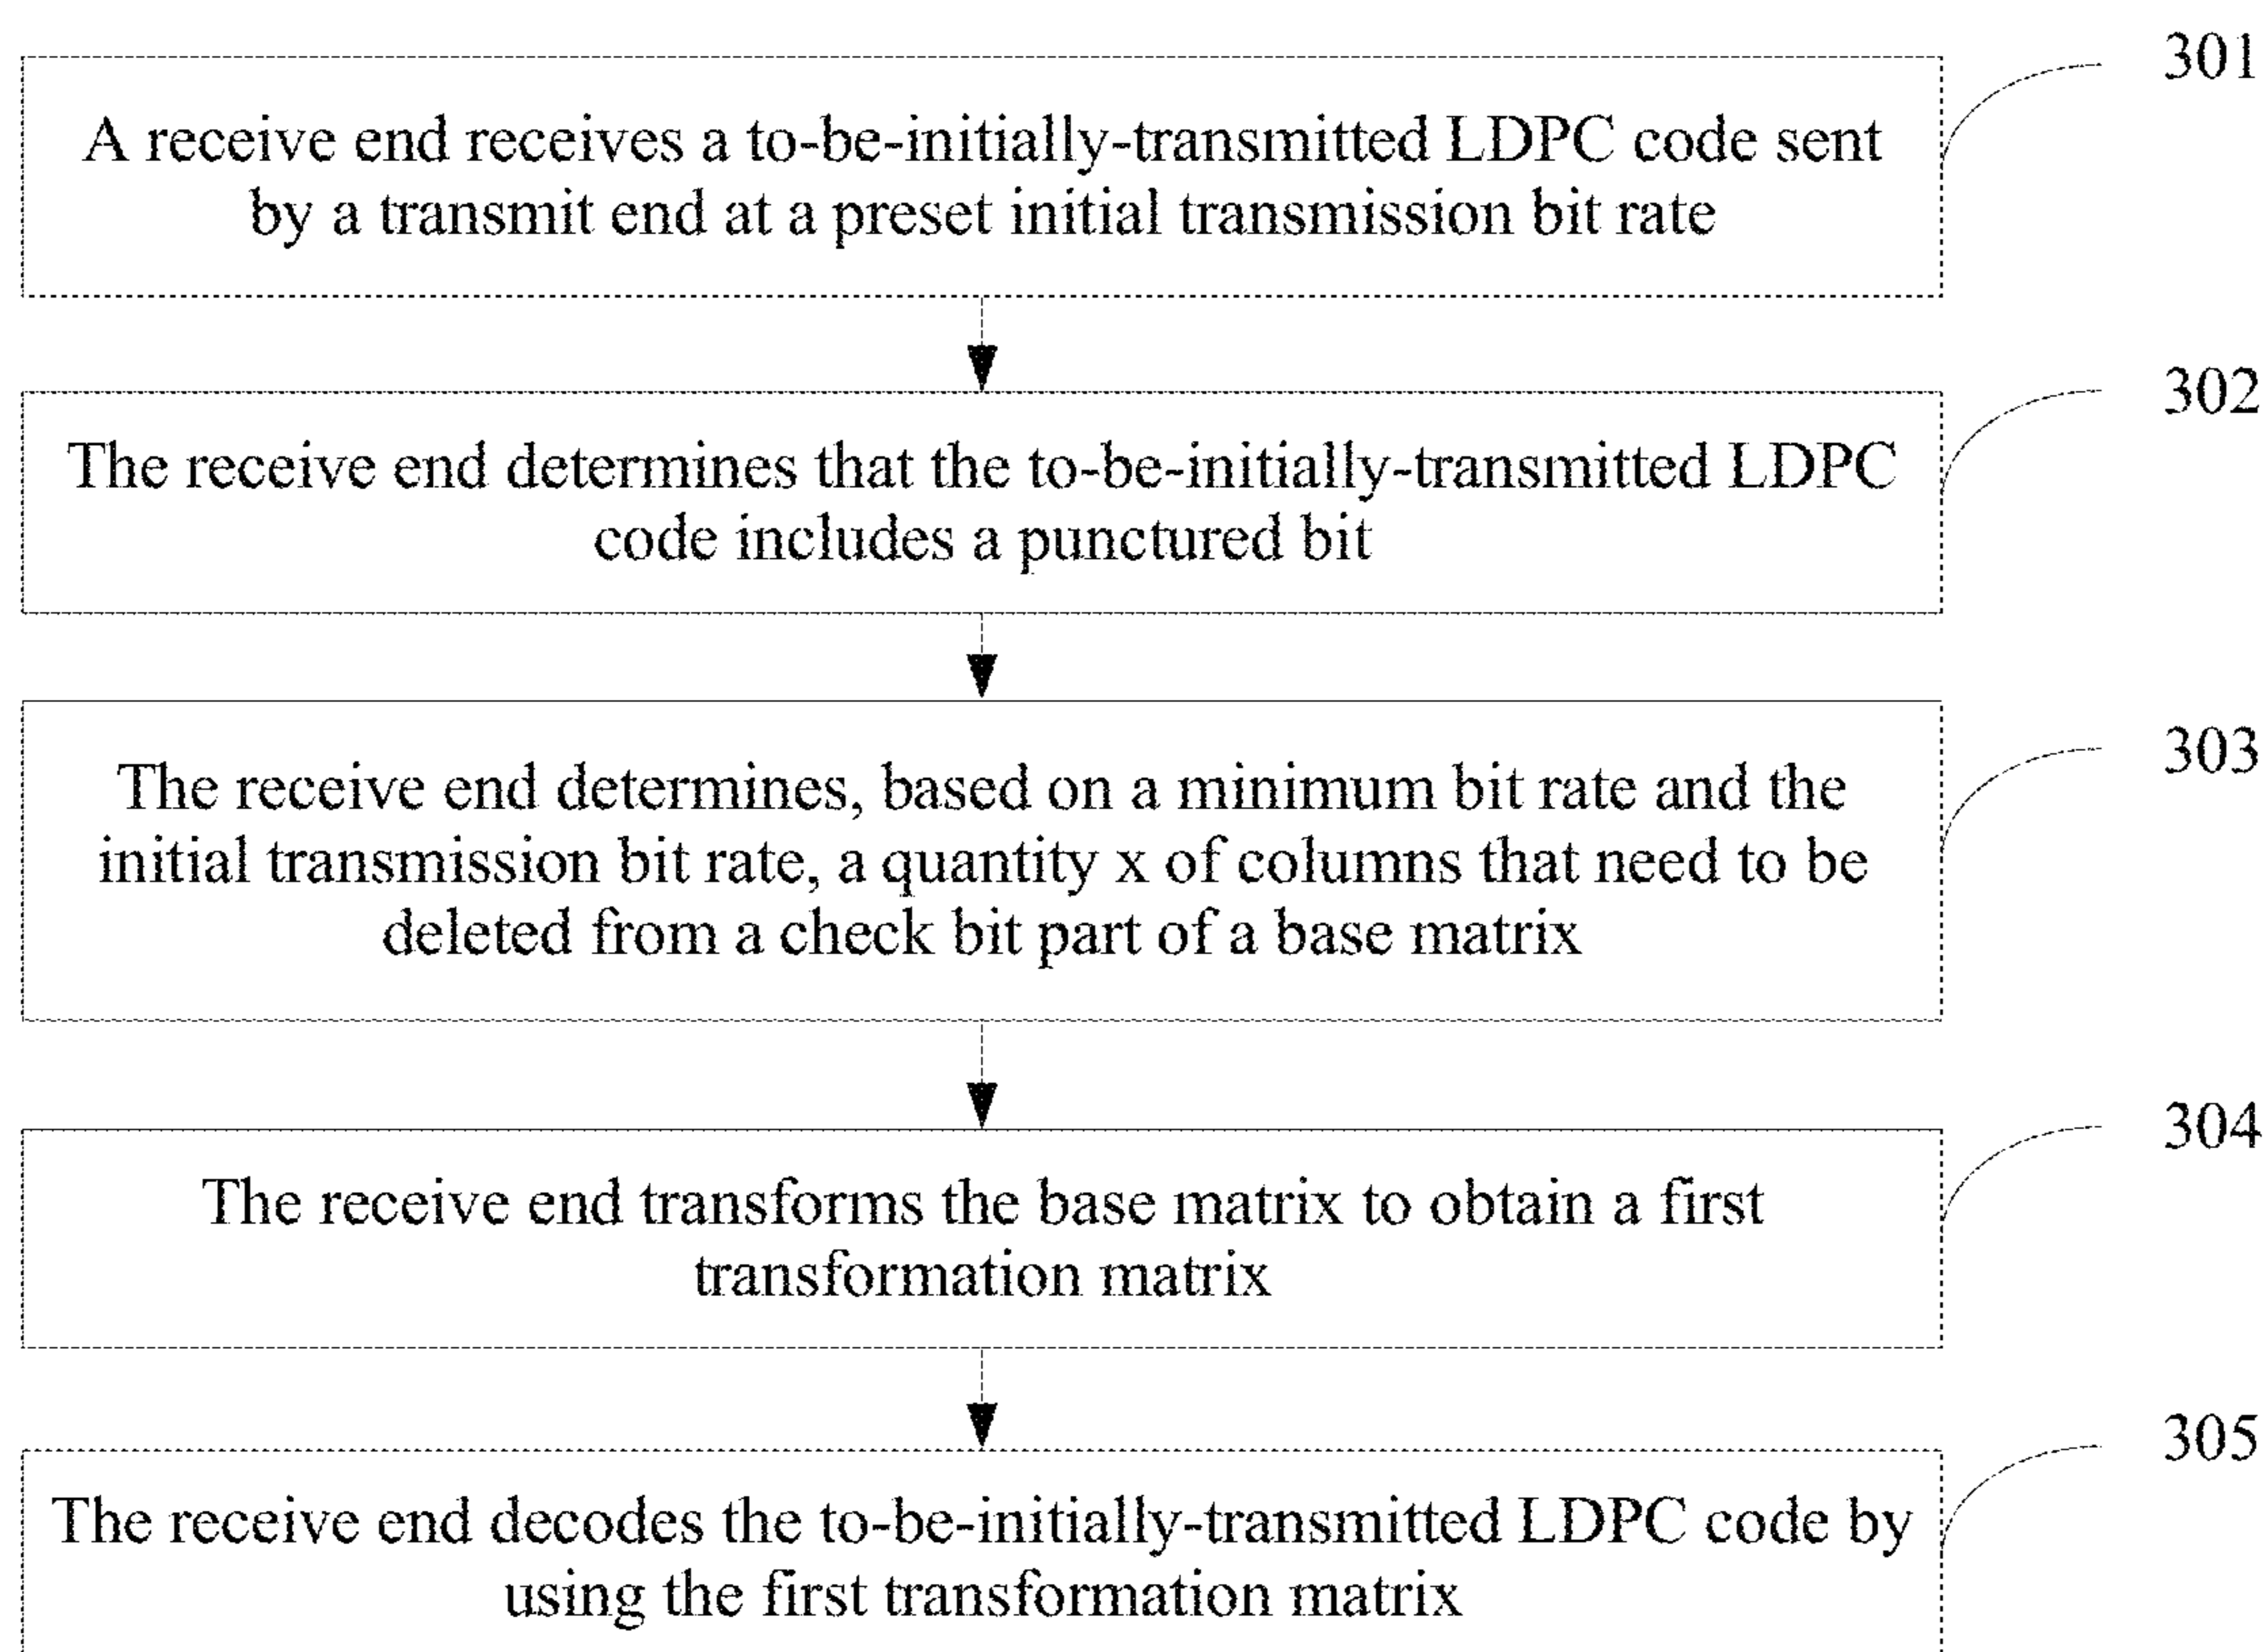 301
A receive end receives a to-be-initially-transmitted LDPC code sent
by a transmit end at a preset initial transmission bit rate
302
The receive end determines that the to-be-initially-transmitted LDPC
code includes a punctured bit
303
The receive end determines, based on a minimum bit rate and the
initial transmission bit rate, a quantity x of columns that need to be
deleted from a check bit part of a base matrix
304
The receive end transforms the base matrix to obtain a first
transformation matrix
305
The receive end decodes the to-be-initially-transmitted LDPC code by
using the first transformation matrix